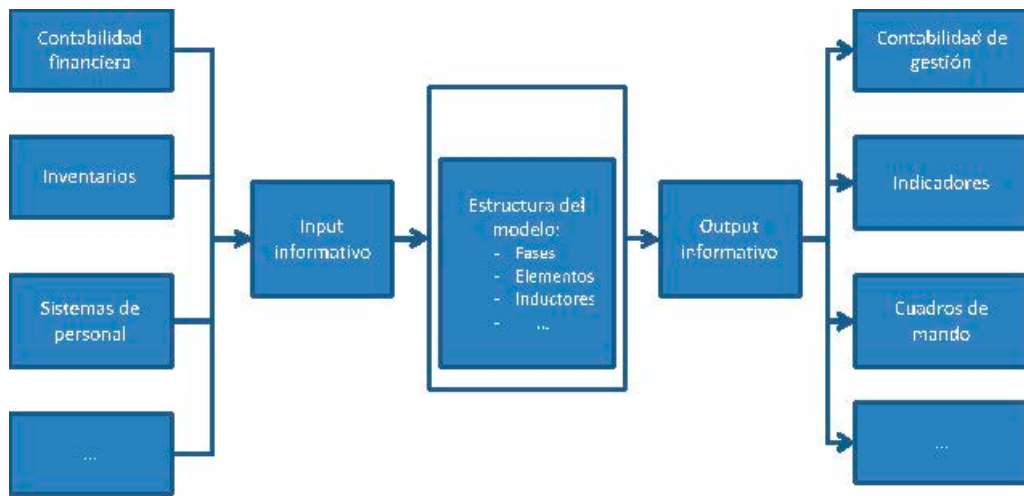 Contabilidad
financiera
Inventarios
Sistemas de
personal
...
Input
informativo
Estructura del
modelo:
- Fases
- Elementos
- Inductores
- ...
Output
informativo
Contabilidad de
gestión
Indicadores
Cuadros de
mando
...